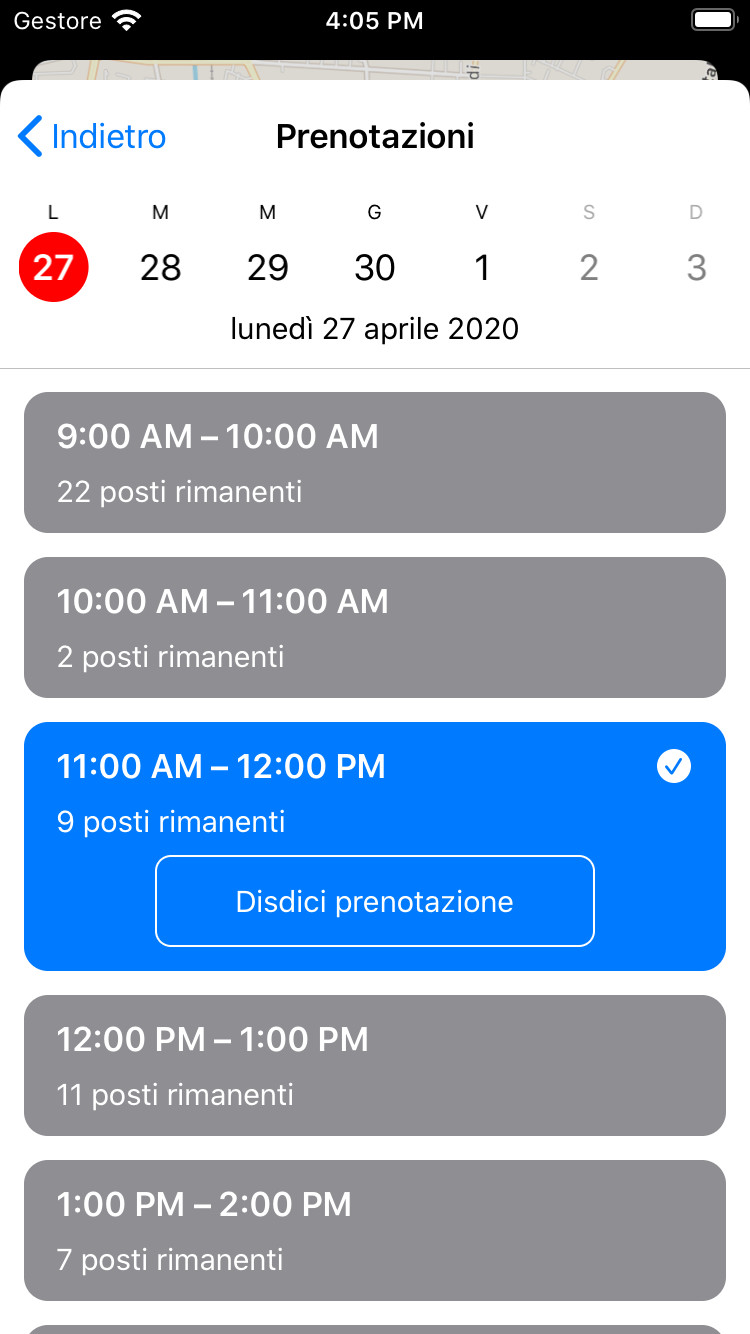 Gestore 4:05 PM
di
Indietro Prenotazioni
L M M G V S D
27 28 29 30 1 2 3
lunedì 27 aprile 2020
9:00 AM – 10:00 AM
22 posti rimanenti
10:00 AM – 11:00 AM
2 posti rimanenti
11:00 AM – 12:00 PM
9 posti rimanenti
Disdici prenotazione
12:00 PM – 1:00 PM
11 posti rimanenti
1:00 PM – 2:00 PM
7 posti rimanenti